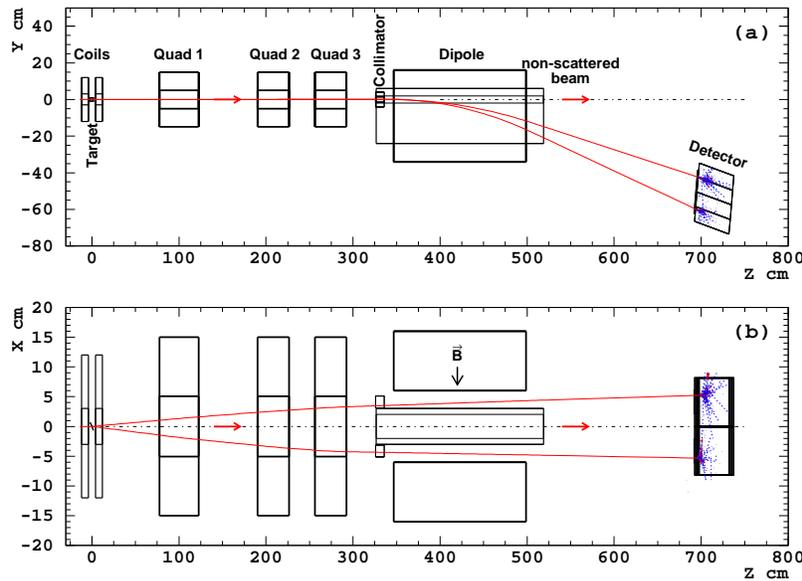 Y cm
40
20
0
-20
-40
-60
-80
(a)
Coils
Quad 1
Quad 2
Quad 3
Collimator
Dipole
non-scattered
beam
Target
Detector
0
100
200
300
400
500
600
700
800
Z cm
X cm
20
15
10
5
0
-5
-10
-15
-20
(b)
B
0
100
200
300
400
500
600
700
800
Z cm